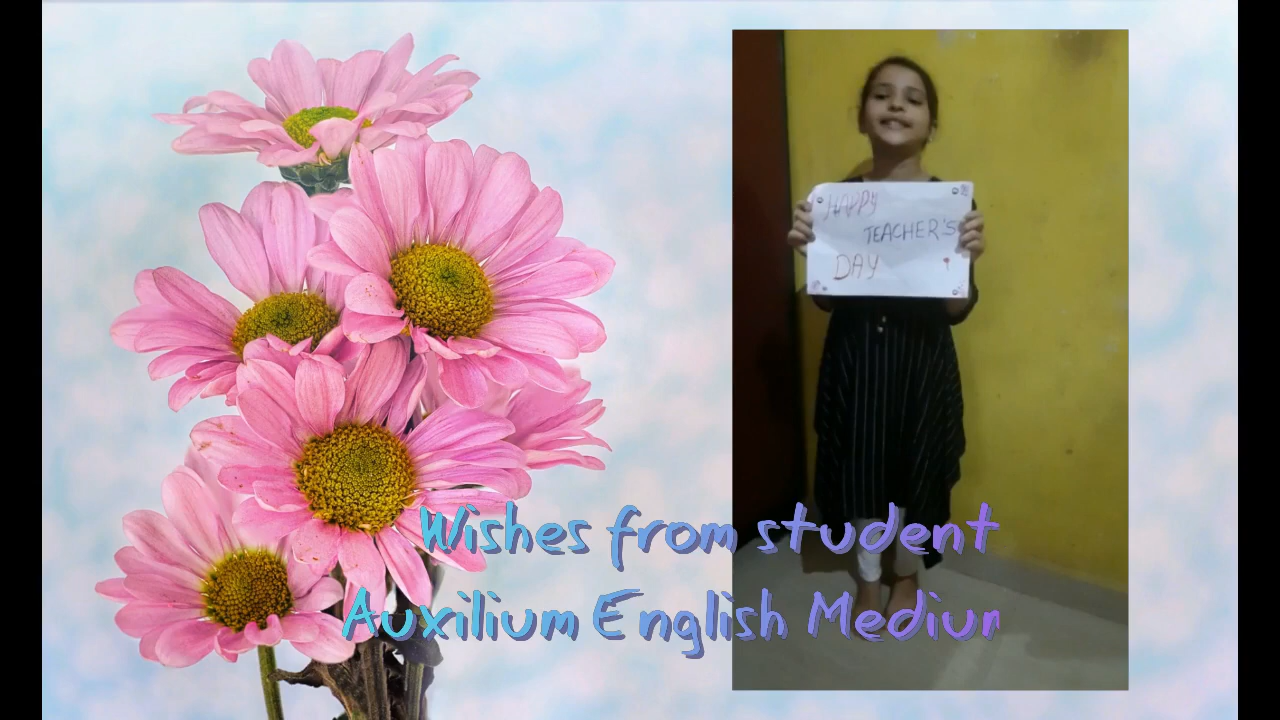 HAPPY
TEACHER'S
DAY
Wishes from student
Auxilium English Mediur